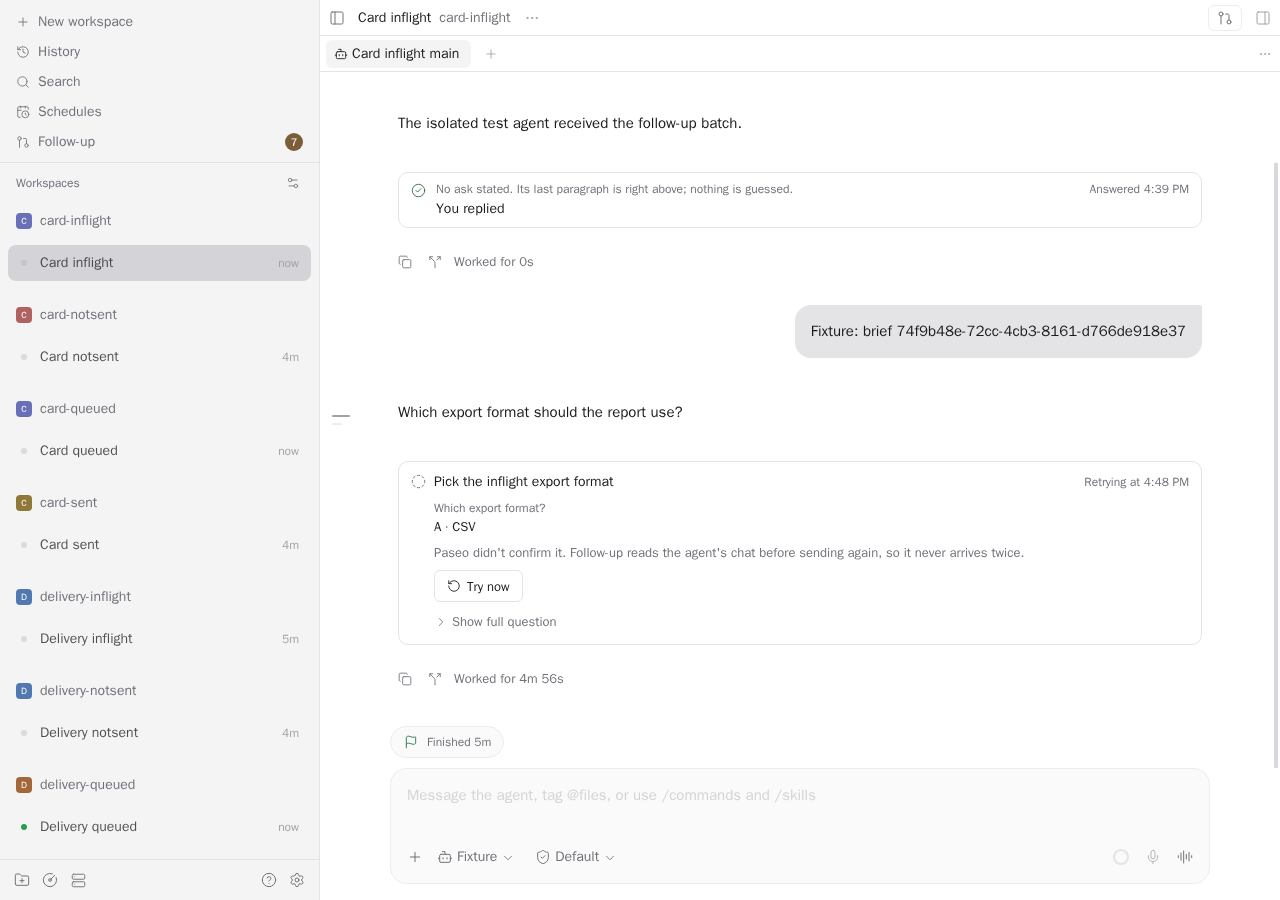 New workspace
History
Search
Schedules
Follow-up 7
Workspaces
C card-inflight
Card inflight now
C card-notsent
Card notsent 4m
C card-queued
Card queued now
C card-sent
Card sent 4m
D delivery-inflight
Delivery inflight 5m
D delivery-notsent
Delivery notsent 4m
D delivery-queued
Delivery queued now
Card inflight card-inflight
Card inflight main
The isolated test agent received the follow-up batch.
No ask stated. Its last paragraph is right above; nothing is guessed. Answered 4:39 PM
You replied
Worked for 0s
Fixture: brief 74f9b48e-72cc-4cb3-8161-d766de918e37
Which export format should the report use?
Pick the inflight export format Retrying at 4:48 PM
Which export format?
A · CSV
Paseo didn't confirm it. Follow-up reads the agent's chat before sending again, so it never arrives twice.
Try now
Show full question
Worked for 4m 56s
Finished 5m
Message the agent, tag @files, or use /commands and /skills
Fixture Default